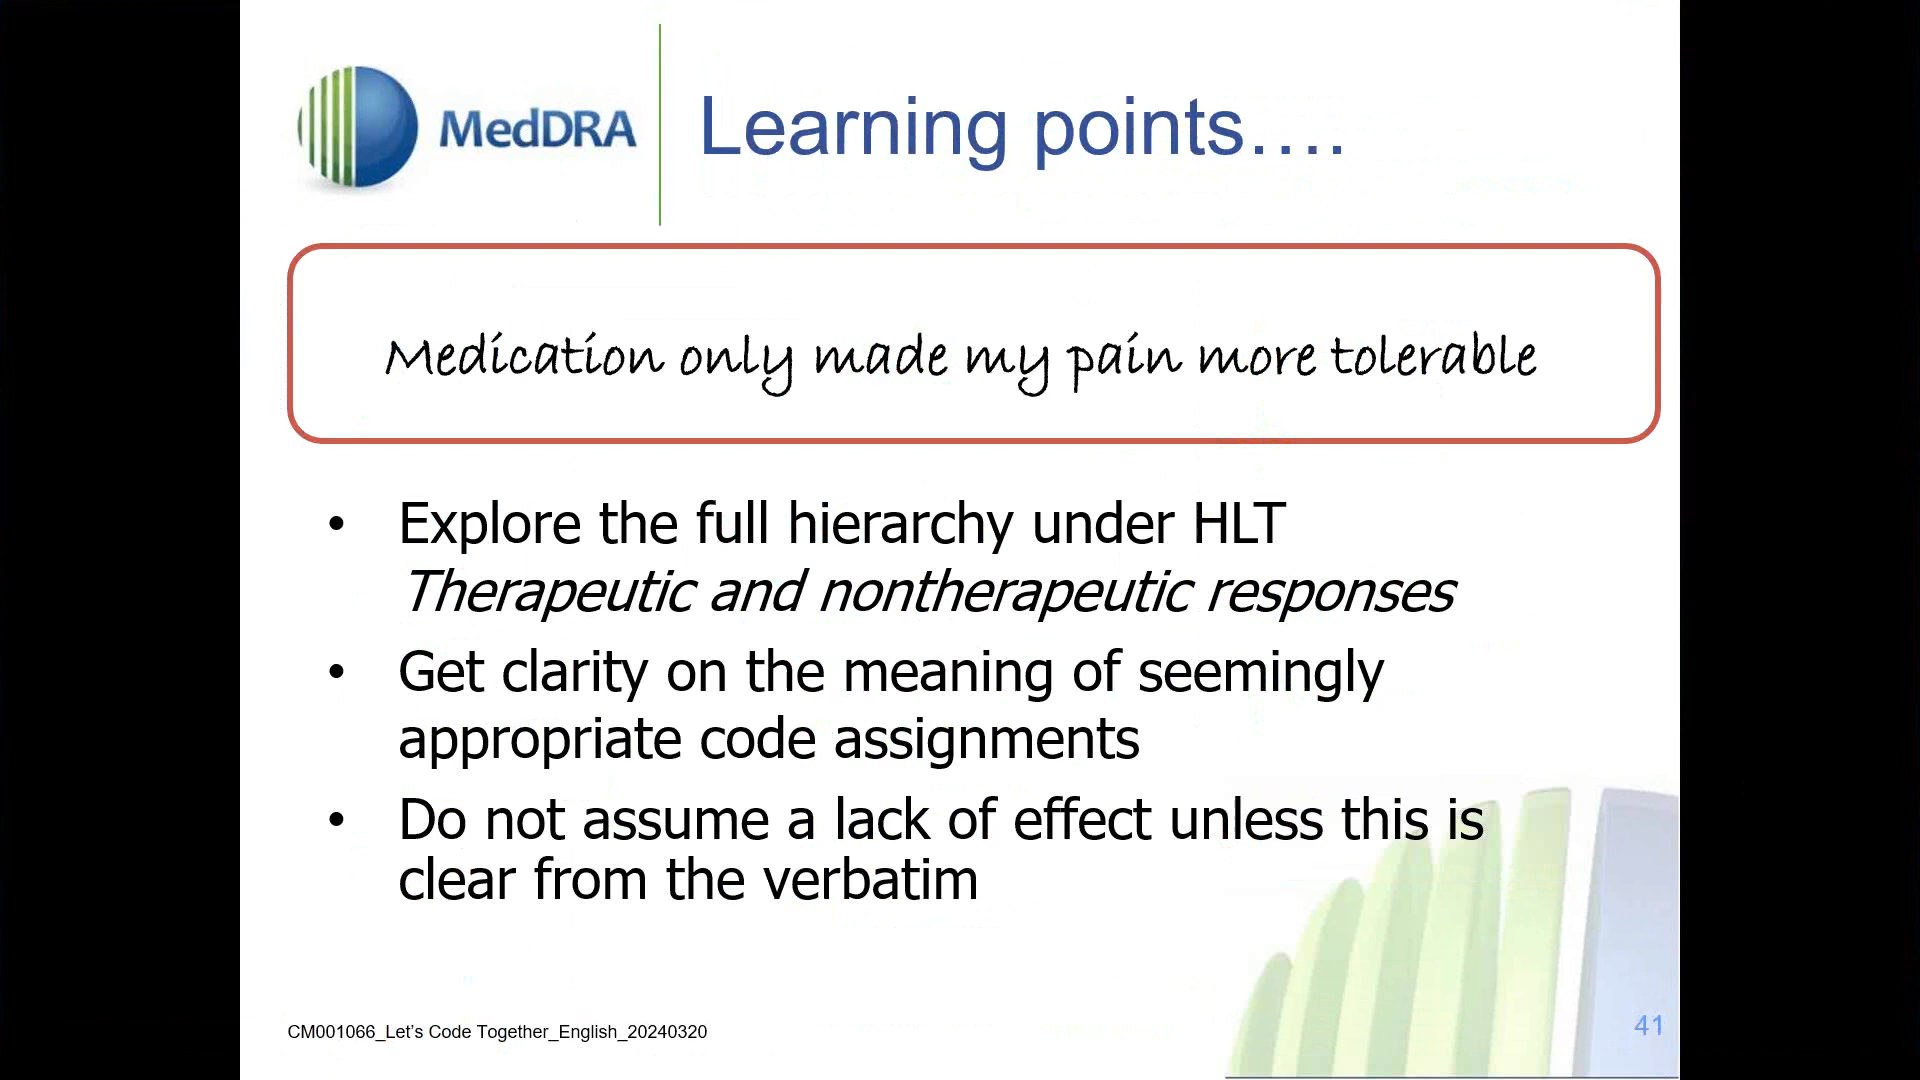 MedDRA
Learning points….
Medication only made my pain more tolerable
• Explore the full hierarchy under HLT
Therapeutic and nontherapeutic responses
• Get clarity on the meaning of seemingly
appropriate code assignments
• Do not assume a lack of effect unless this is
clear from the verbatim
CM001066_Let’s Code Together_English_20240320
41